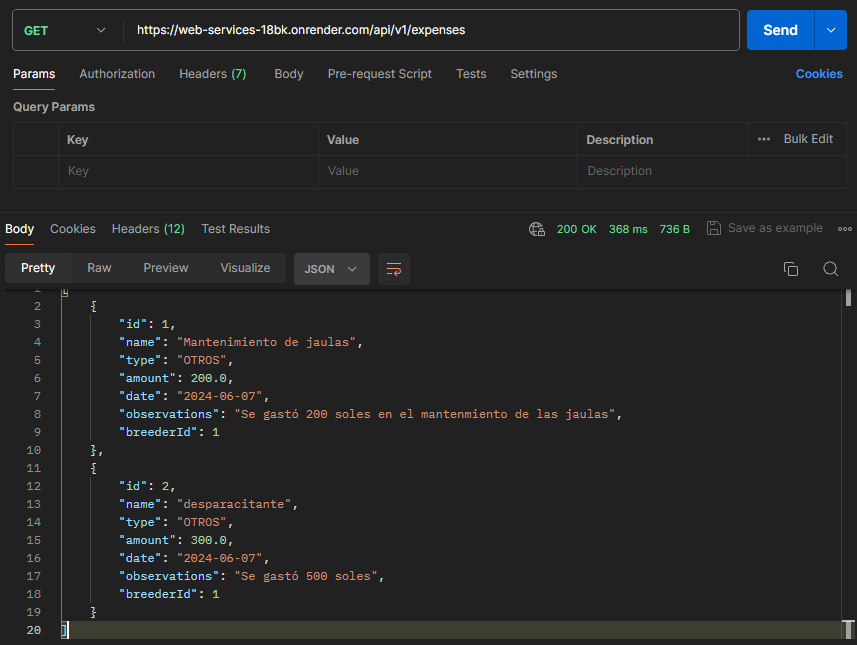 GET https://web-services-18bk.onrender.com/api/v1/expenses Send
Params Authorization Headers (7) Body Pre-request Script Tests Settings Cookies
Query Params
Key Value Description ••• Bulk Edit
Key Value Description
Body Cookies Headers (12) Test Results 200 OK 368 ms 736 B Save as example
Pretty Raw Preview Visualize JSON
1 [
2 {
3 "id": 1,
4 "name": "Mantenimiento de jaulas",
5 "type": "OTROS",
6 "amount": 200.0,
7 "date": "2024-06-07",
8 "observations": "Se gastó 200 soles en el mantenmiento de las jaulas",
9 "breederId": 1
10 },
11 {
12 "id": 2,
13 "name": "desparacitante",
14 "type": "OTROS",
15 "amount": 300.0,
16 "date": "2024-06-07",
17 "observations": "Se gastó 500 soles",
18 "breederId": 1
19 }
20 ]